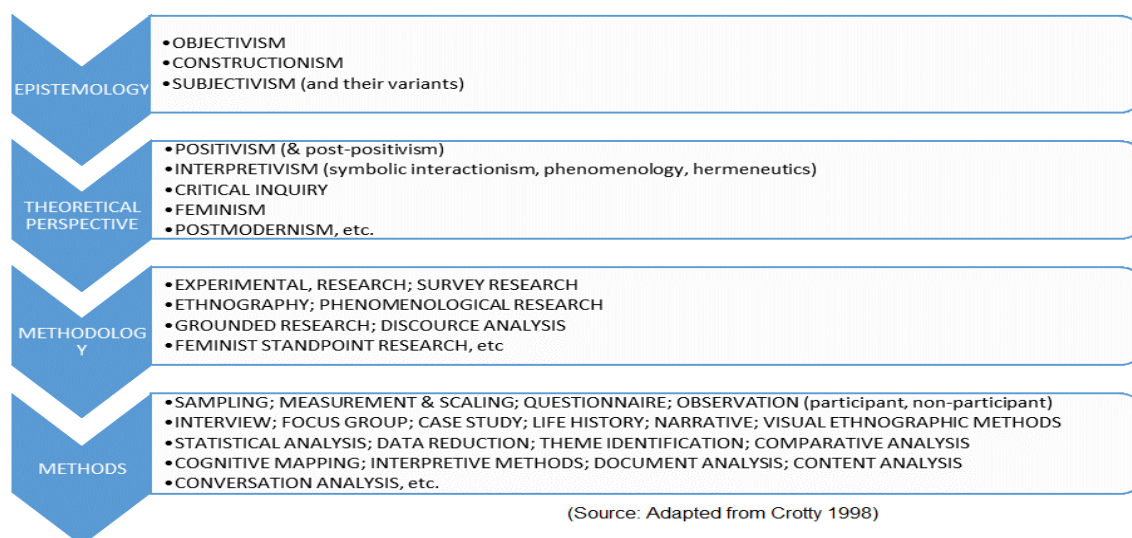 EPISTEMOLOGY
•OBJECTIVISM
•CONSTRUCTIONISM
•SUBJECTIVISM (and their variants)
THEORETICAL
PERSPECTIVE
•POSITIVISM (& post-positivism)
•INTERPRETIVISM (symbolic interactionism, phenomenology, hermeneutics)
•CRITICAL INQUIRY
•FEMINISM
•POSTMODERNISM, etc.
METHODOLOG
Y
•EXPERIMENTAL, RESEARCH; SURVEY RESEARCH
•ETHNOGRAPHY; PHENOMENOLOGICAL RESEARCH
•GROUNDED RESEARCH; DISCOURCE ANALYSIS
•FEMINIST STANDPOINT RESEARCH, etc
METHODS
•SAMPLING; MEASUREMENT & SCALING; QUESTIONNAIRE; OBSERVATION (participant, non-participant)
•INTERVIEW; FOCUS GROUP; CASE STUDY; LIFE HISTORY; NARRATIVE; VISUAL ETHNOGRAPHIC METHODS
•STATISTICAL ANALYSIS; DATA REDUCTION; THEME IDENTIFICATION; COMPARATIVE ANALYSIS
•COGNITIVE MAPPING; INTERPRETIVE METHODS; DOCUMENT ANALYSIS; CONTENT ANALYSIS
•CONVERSATION ANALYSIS, etc.
(Source: Adapted from Crotty 1998)